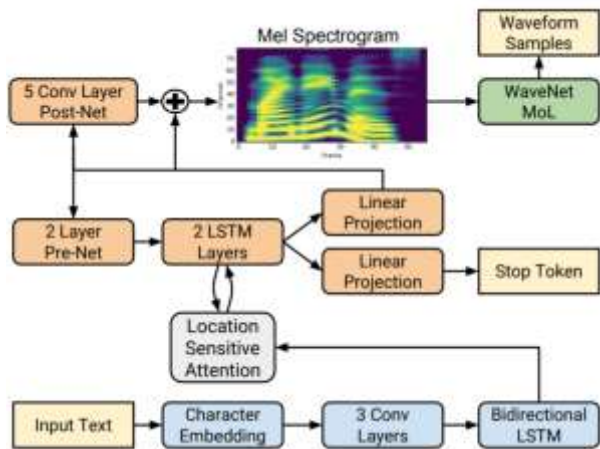 Waveform
Samples
Mel Spectrogram
5 Conv Layer
Post-Net
WaveNet
MoL
2 Layer
Pre-Net
2 LSTM
Layers
Linear
Projection
Linear
Projection
Stop Token
Location
Sensitive
Attention
Input Text
Character
Embedding
3 Conv
Layers
Bidirectional
LSTM